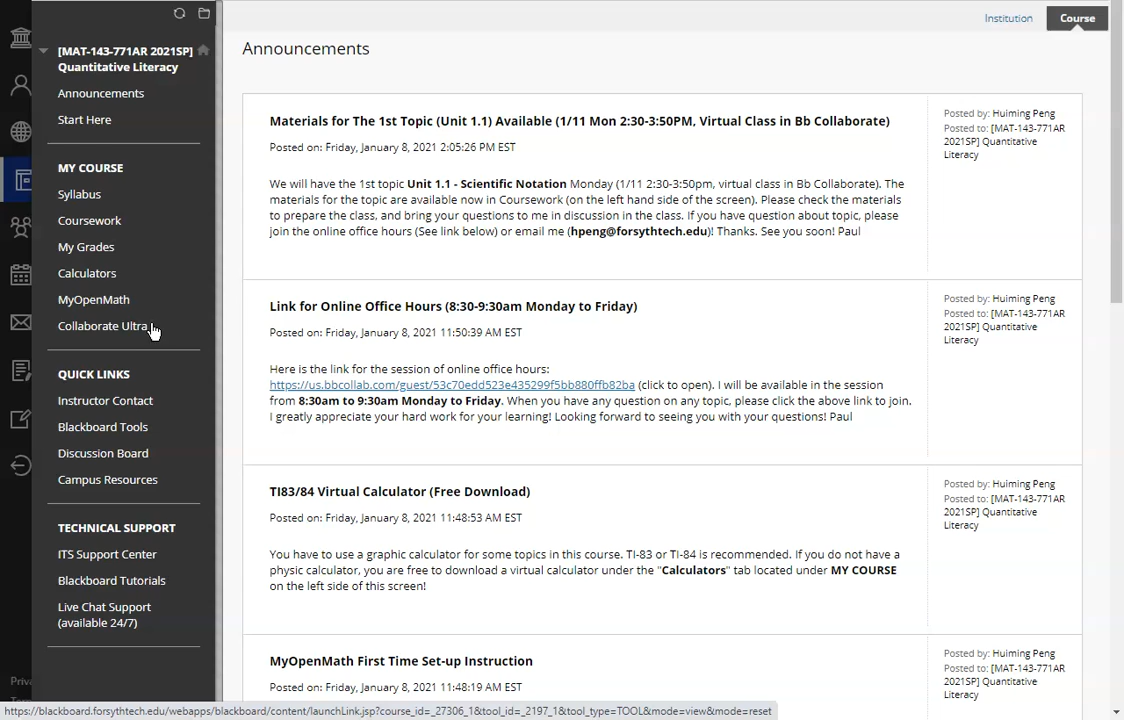 [MAT-143-771AR 2021SP]
Quantitative Literacy
Announcements
Start Here
MY COURSE
Syllabus
Coursework
My Grades
Calculators
MyOpenMath
Collaborate Ultra
QUICK LINKS
Instructor Contact
Blackboard Tools
Discussion Board
Campus Resources
TECHNICAL SUPPORT
ITS Support Center
Blackboard Tutorials
Live Chat Support
(available 24/7)
Institution
Course
Announcements
Materials for The 1st Topic (Unit 1.1) Available (1/11 Mon 2:30-3:50PM, Virtual Class in Bb Collaborate)
Posted on: Friday, January 8, 2021 2:05:26 PM EST
We will have the 1st topic Unit 1.1 - Scientific Notation Monday (1/11 2:30-3:50pm, virtual class in Bb Collaborate). The
materials for the topic are available now in Coursework (on the left hand side of the screen). Please check the materials
to prepare the class, and bring your questions to me in discussion in the class. If you have question about topic, please
join the online office hours (See link below) or email me (hpeng@forsythtech.edu)! Thanks. See you soon! Paul
Posted by: Huiming Peng
Posted to: [MAT-143-771AR
2021SP] Quantitative
Literacy
Link for Online Office Hours (8:30-9:30am Monday to Friday)
Posted on: Friday, January 8, 2021 11:50:39 AM EST
Here is the link for the session of online office hours:
https://us.bbcollab.com/guest/53c70edd523e435299f5bb880ffb82ba (click to open). I will be available in the session
from 8:30am to 9:30am Monday to Friday. When you have any question on any topic, please click the above link to join.
I greatly appreciate your hard work for your learning! Looking forward to seeing you with your questions! Paul
Posted by: Huiming Peng
Posted to: [MAT-143-771AR
2021SP] Quantitative
Literacy
TI83/84 Virtual Calculator (Free Download)
Posted on: Friday, January 8, 2021 11:48:53 AM EST
You have to use a graphic calculator for some topics in this course. TI-83 or TI-84 is recommended. If you do not have a
physic calculator, you are free to download a virtual calculator under the "Calculators" tab located under MY COURSE
on the left side of this screen!
Posted by: Huiming Peng
Posted to: [MAT-143-771AR
2021SP] Quantitative
Literacy
MyOpenMath First Time Set-up Instruction
Posted on: Friday, January 8, 2021 11:48:19 AM EST
Posted by: Huiming Peng
Posted to: [MAT-143-771AR
2021SP] Quantitative
Literacy
https://blackboard.forsythtech.edu/webapps/blackboard/content/launchLink.jsp?course_id=_27306_1&tool_id=_2197_1&tool_type=TOOL&mode=view&mode=reset